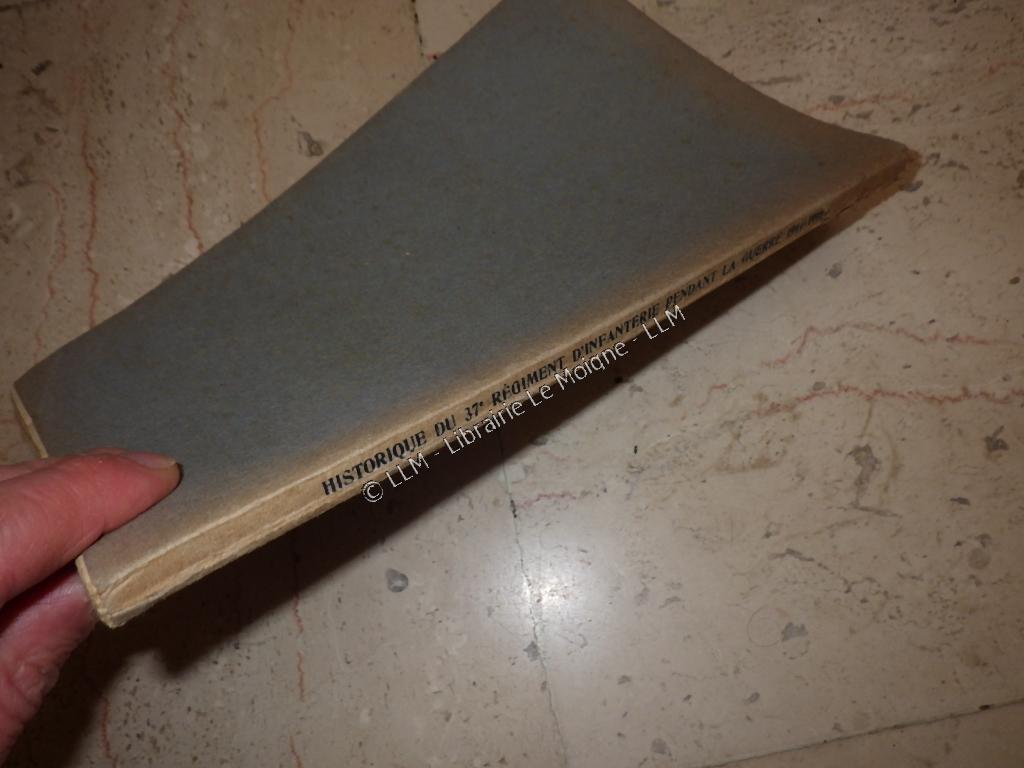 HISTORIQUE DU 37e RÉGIMENT D'INFANTERIE PENDANT LA GUERRE
© LLM - Librairie Le Moigne - LLM